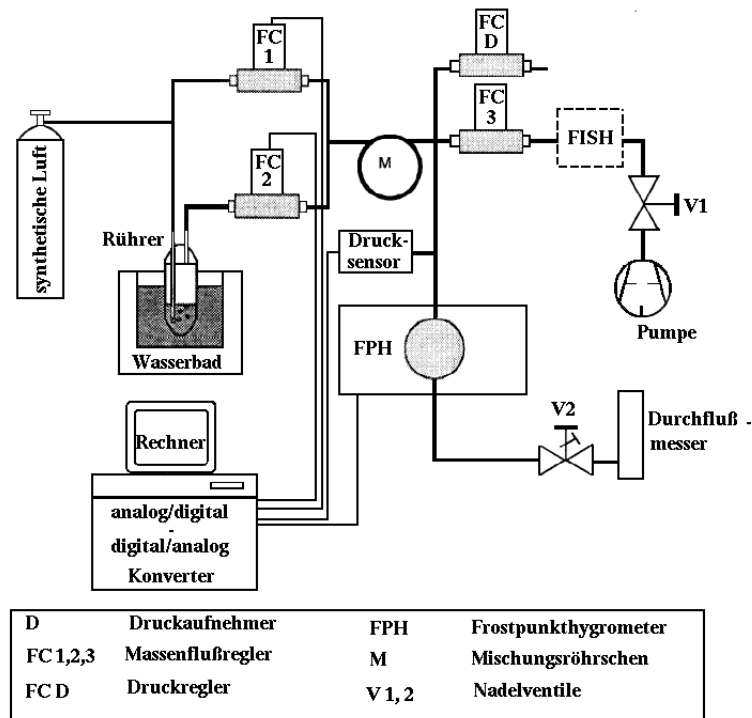 FC
1
FC
D
FC
3
FISH
synthetische Luft
FC
2
M
V1
Rührer
Druck-
sensor
Pumpe
Wasserbad
FPH
V2
Durchfluß -
messer
Rechner
analog/digital
-
digital/analog
Konverter
D Druckaufnehmer FPH Frostpunkthygrometer
FC 1,2,3 Massenflußregler M Mischungsröhrschen
FC D Druckregler V 1, 2 Nadelventile